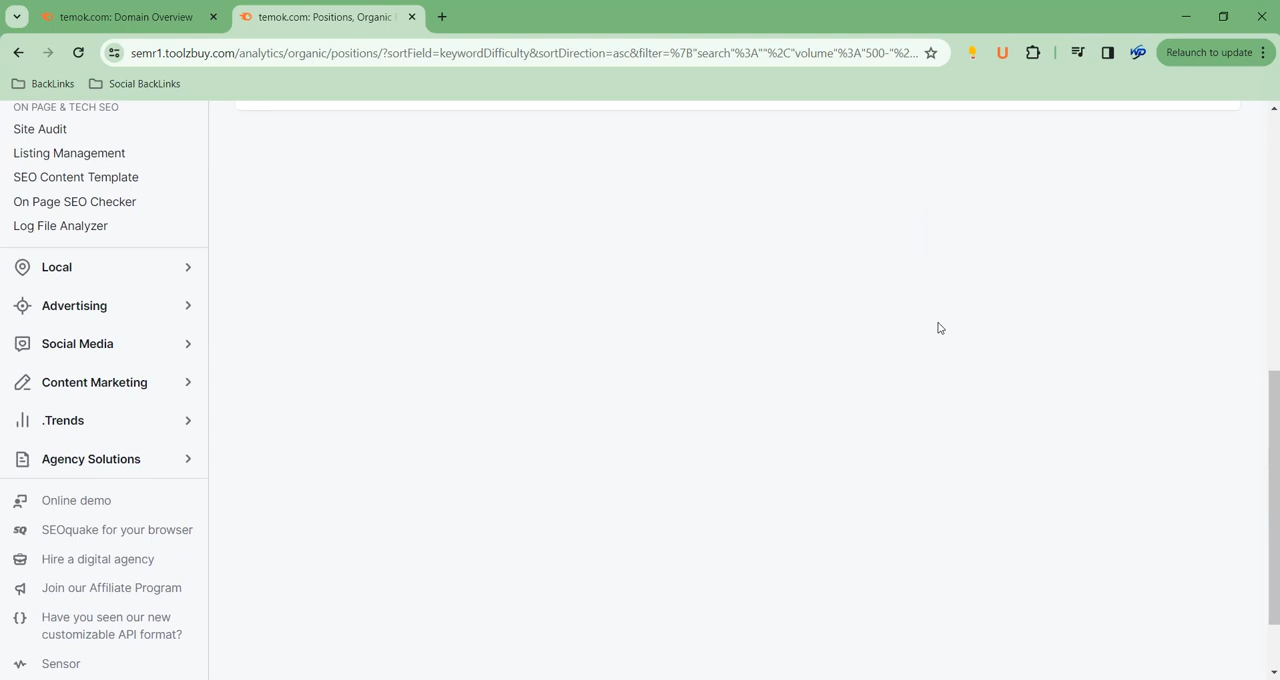 temok.com: Domain Overview
temok.com: Positions, Organic
semr1.toolzbuy.com/analytics/organic/positions/?sortField=keywordDifficulty&sortDirection=asc&filter=%7B"search"%3A""%2C"volume"%3A"500-"%2...
Relaunch to update
BackLinks
Social BackLinks
ON PAGE & TECH SEO
Site Audit
Listing Management
SEO Content Template
On Page SEO Checker
Log File Analyzer
Local
Advertising
Social Media
Content Marketing
.Trends
Agency Solutions
Online demo
SEOquake for your browser
Hire a digital agency
Join our Affiliate Program
Have you seen our new
customizable API format?
Sensor